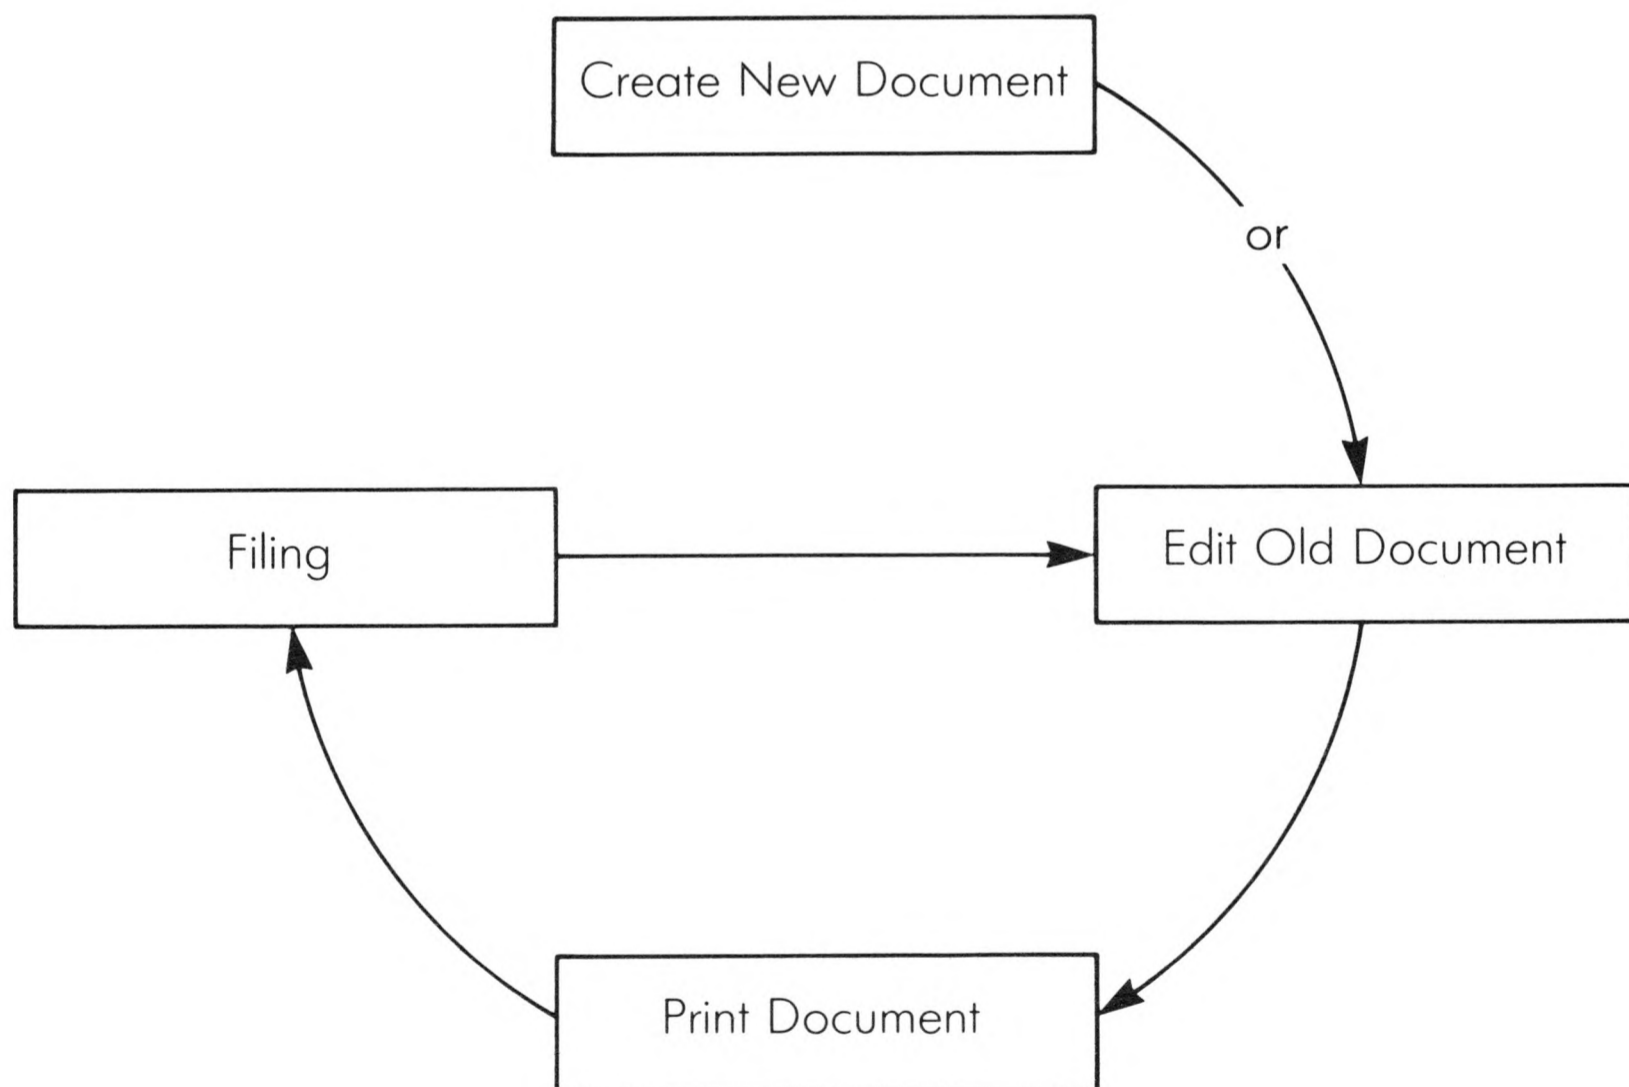 Create New Document
or
Filing
Edit Old Document
Print Document